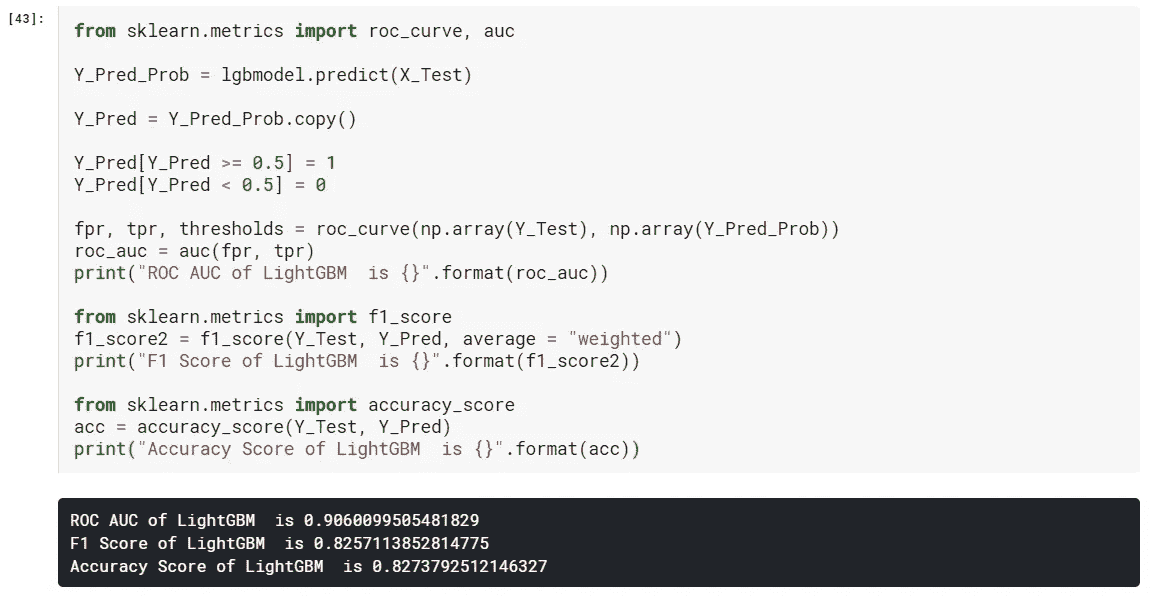 [43]:
from sklearn.metrics import roc_curve, auc
Y_Pred_Prob = lgbmodel.predict(X_Test)
Y_Pred = Y_Pred_Prob.copy()
Y_Pred[Y_Pred >= 0.5] = 1
Y_Pred[Y_Pred < 0.5] = 0
fpr, tpr, thresholds = roc_curve(np.array(Y_Test), np.array(Y_Pred_Prob))
roc_auc = auc(fpr, tpr)
print("ROC AUC of LightGBM  is {}".format(roc_auc))
from sklearn.metrics import f1_score
f1_score2 = f1_score(Y_Test, Y_Pred, average = "weighted")
print("F1 Score of LightGBM  is {}".format(f1_score2))
from sklearn.metrics import accuracy_score
acc = accuracy_score(Y_Test, Y_Pred)
print("Accuracy Score of LightGBM  is {}".format(acc))
ROC AUC of LightGBM  is 0.9060099505481829
F1 Score of LightGBM  is 0.8257113852814775
Accuracy Score of LightGBM  is 0.8273792512146327